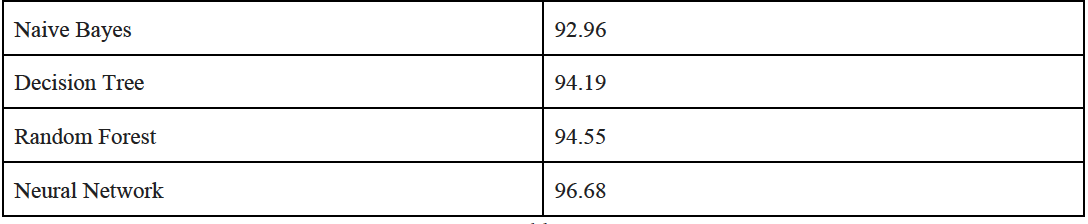 Naive Bayes 92.96
Decision Tree 94.19
Random Forest 94.55
Neural Network 96.68